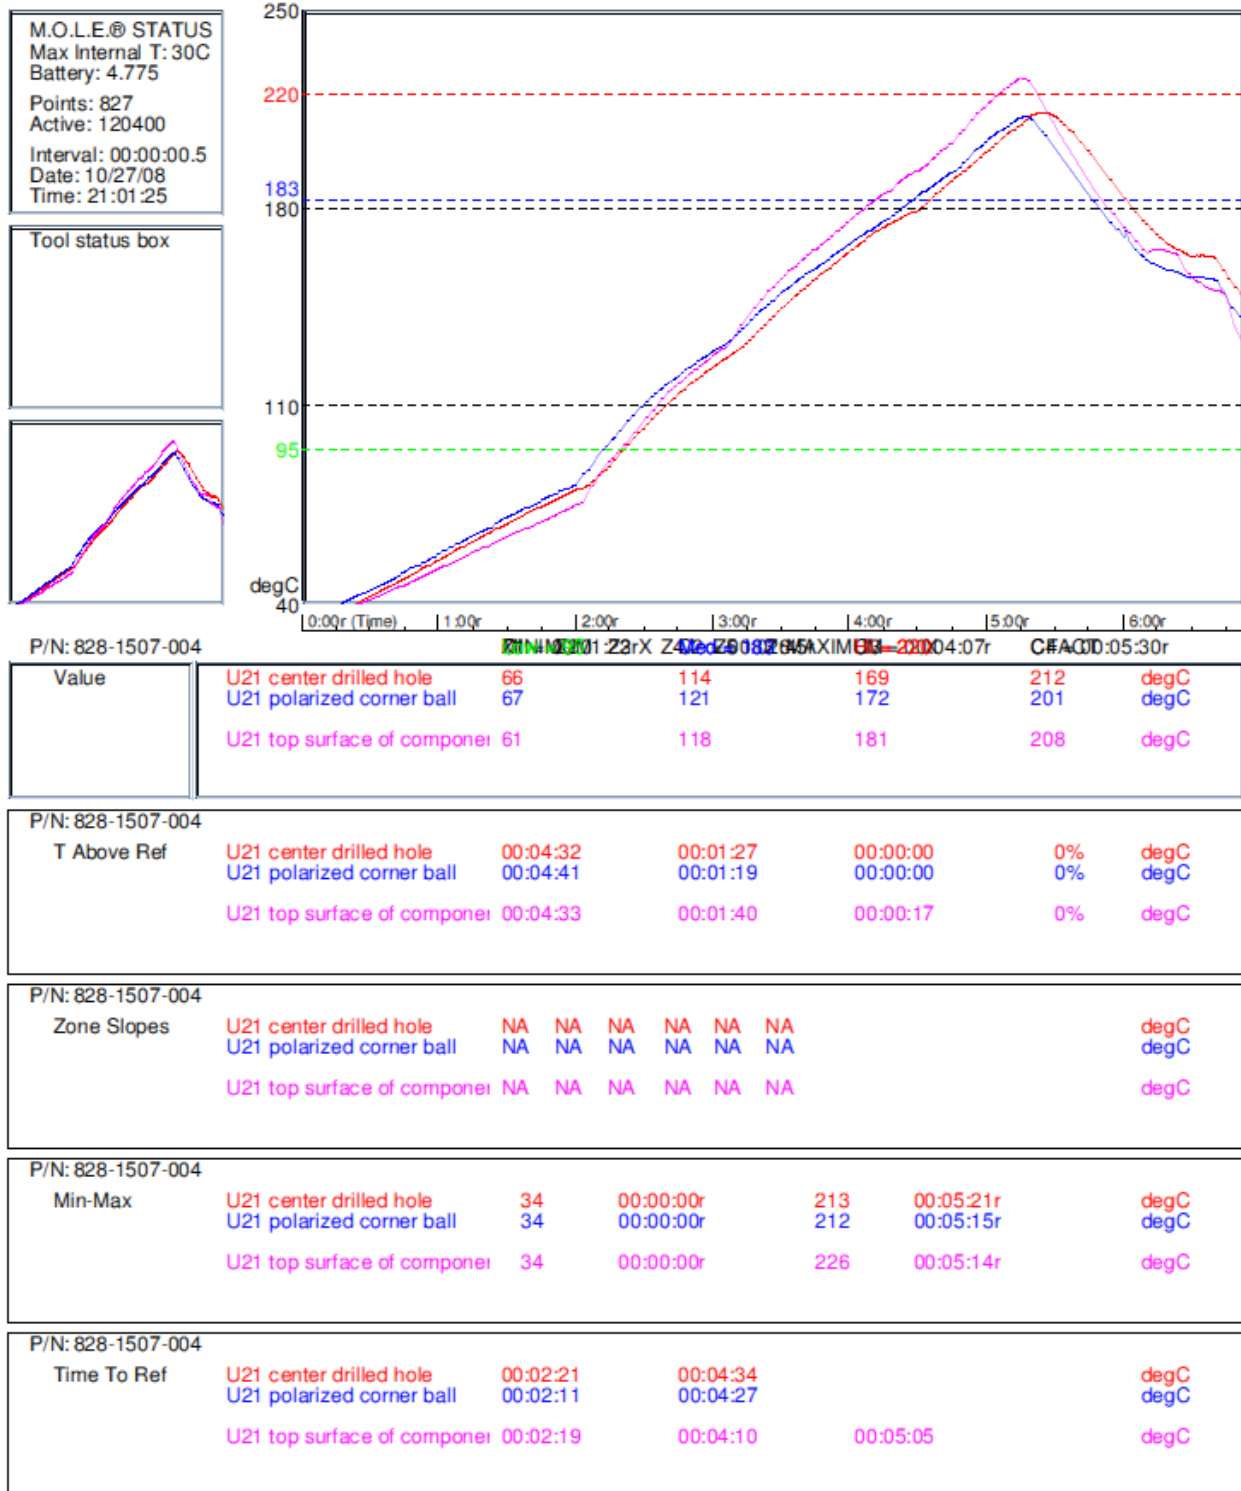 M.O.L.E.® STATUS
Max Internal T: 30C
Battery: 4.775
Points: 827
Active: 120400
Interval: 00:00:00.5
Date: 10/27/08
Time: 21:01:25
Tool status box
250
220
183
180
110
95
degC
40
0:00r (Time) 1:00r 2:00r 3:00r 4:00r 5:00r 6:00r
P/N: 828-1507-004 00:04:07r 00:05:30r
Value U21 center drilled hole 66 114 169 212 degC
U21 polarized corner ball 67 121 172 201 degC
U21 top surface of componer 61 118 181 208 degC
P/N: 828-1507-004
T Above Ref U21 center drilled hole 00:04:32 00:01:27 00:00:00 0% degC
U21 polarized corner ball 00:04:41 00:01:19 00:00:00 0% degC
U21 top surface of componer 00:04:33 00:01:40 00:00:17 0% degC
P/N: 828-1507-004
Zone Slopes U21 center drilled hole NA NA NA NA NA NA degC
U21 polarized corner ball NA NA NA NA NA NA degC
U21 top surface of componer NA NA NA NA NA NA degC
P/N: 828-1507-004
Min-Max U21 center drilled hole 34 00:00:00r 213 00:05:21r degC
U21 polarized corner ball 34 00:00:00r 212 00:05:15r degC
U21 top surface of componer 34 00:00:00r 226 00:05:14r degC
P/N: 828-1507-004
Time To Ref U21 center drilled hole 00:02:21 00:04:34 degC
U21 polarized corner ball 00:02:11 00:04:27 degC
U21 top surface of componer 00:02:19 00:04:10 00:05:05 degC